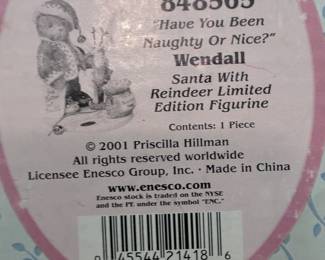 848505
"Have You Been
Naughty Or Nice?"
Wendall
Santa With
Reindeer Limited
Edition Figurine
Contents: 1 Piece
© 2001 Priscilla Hillman
All rights reserved worldwide
Licensee Enesco Group, Inc. · Made in China
www.enesco.com
Enesco stock is traded on the NYSE
and the PE under the symbol "ENC."
0 45544 21418 6